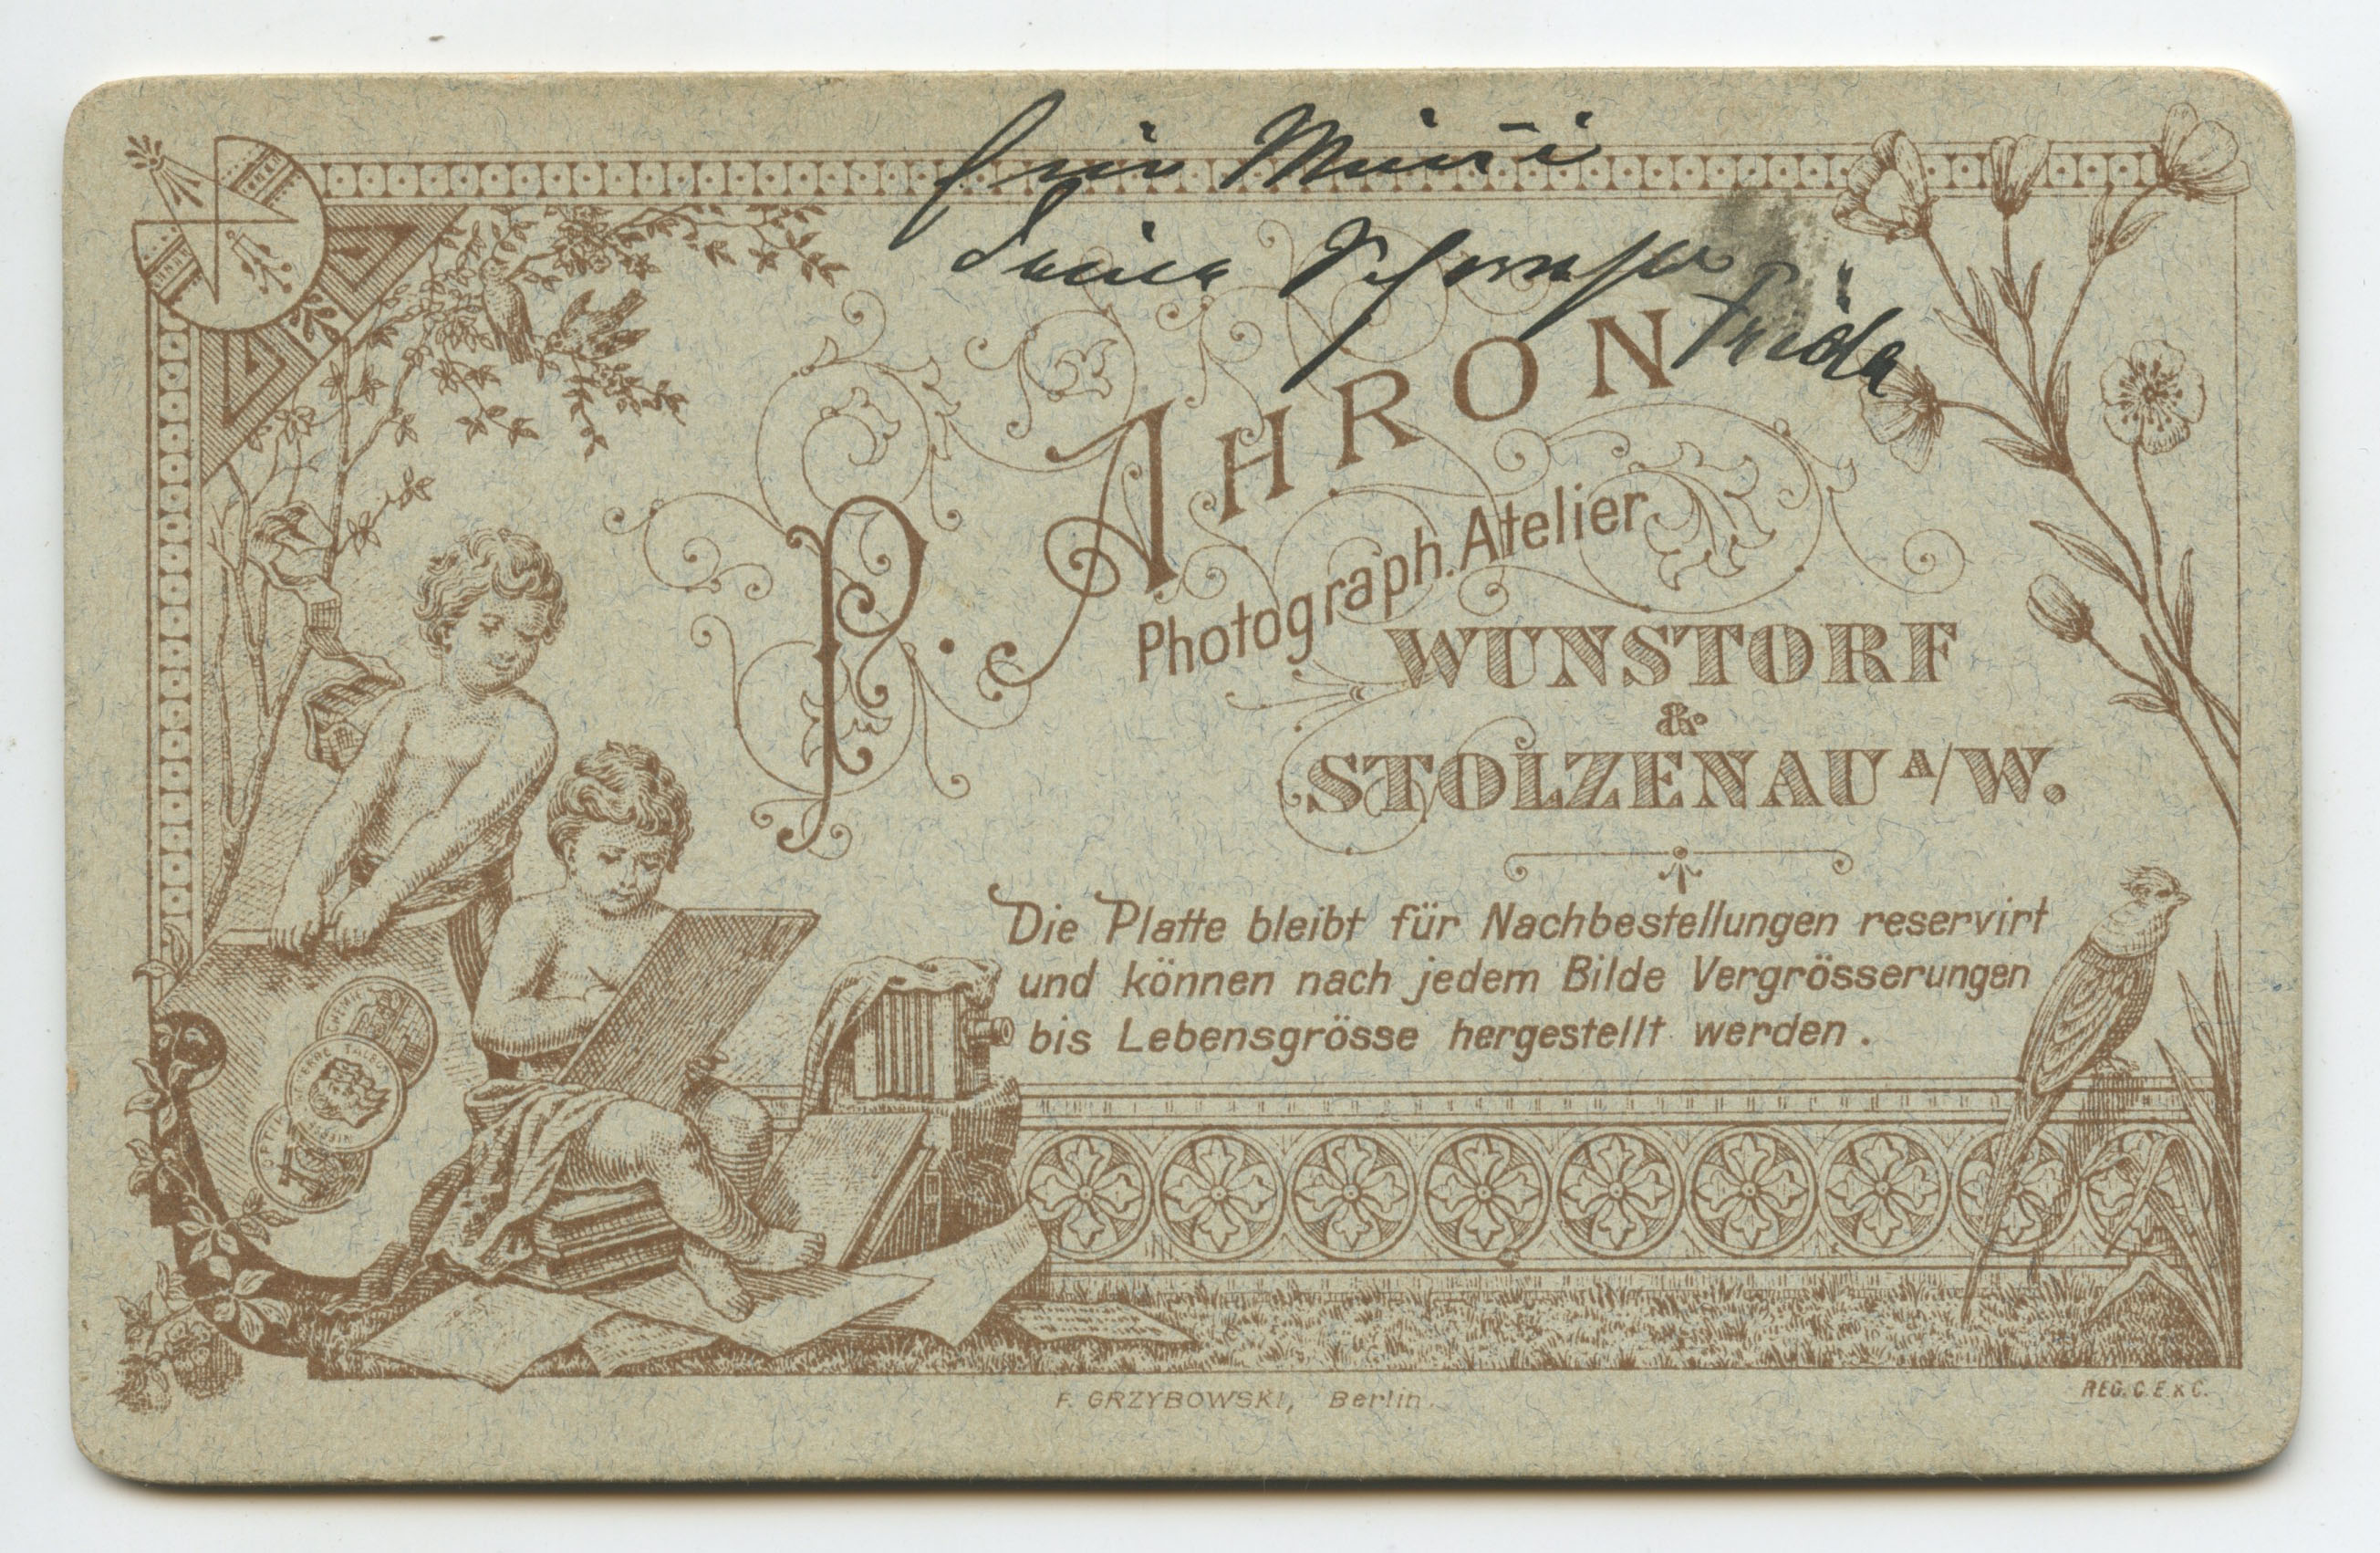 Frieda
P. AHRON
Photograph. Atelier
WUNSTORF
&
STOLZENAU A/W.
Die Platte bleibt für Nachbestellungen reservirt
und können nach jedem Bilde Vergrösserungen
bis Lebensgrösse hergestellt werden.
F. GRZYBOWSKI, Berlin.
REG. C. E. & C.